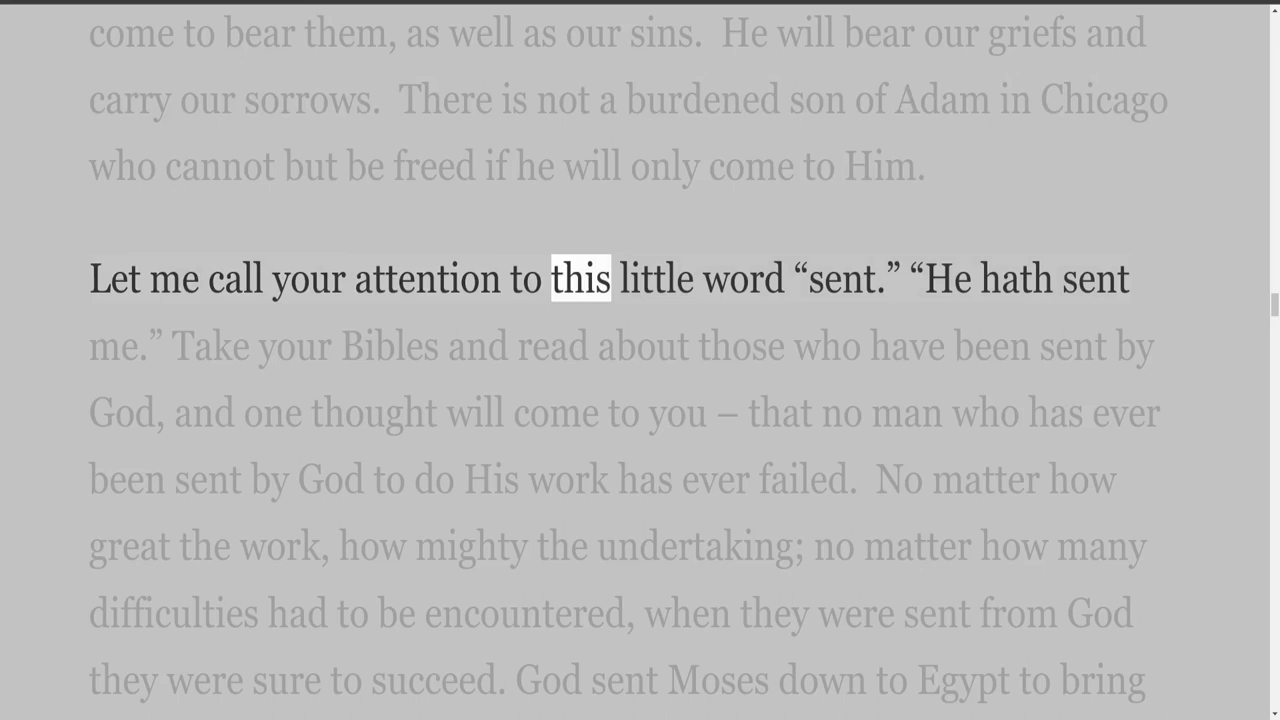 come to bear them, as well as our sins.  He will bear our griefs and
carry our sorrows.  There is not a burdened son of Adam in Chicago
who cannot but be freed if he will only come to Him.
Let me call your attention to this little word “sent.” “He hath sent
me.” Take your Bibles and read about those who have been sent by
God, and one thought will come to you – that no man who has ever
been sent by God to do His work has ever failed.  No matter how
great the work, how mighty the undertaking; no matter how many
difficulties had to be encountered, when they were sent from God
they were sure to succeed. God sent Moses down to Egypt to bring